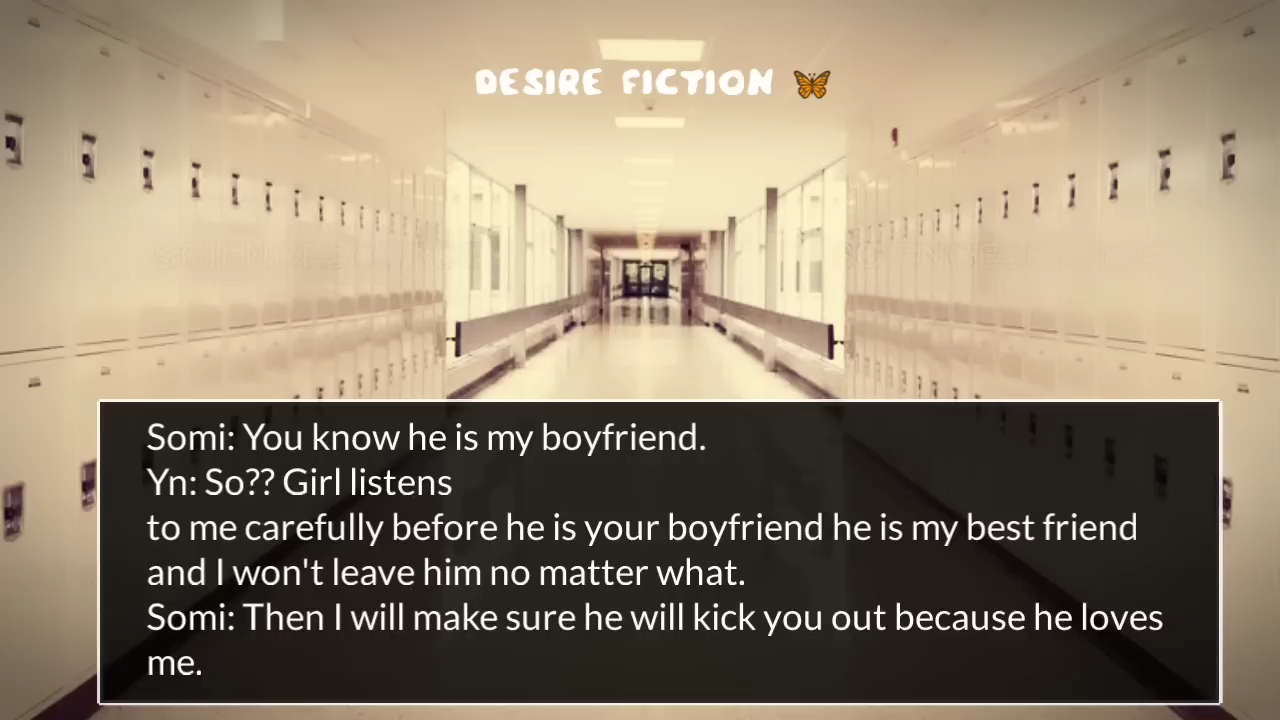 DESIRE FICTION 🦋
Somi: You know he is my boyfriend.
Yn: So?? Girl listens
to me carefully before he is your boyfriend he is my best friend
and I won't leave him no matter what.
Somi: Then I will make sure he will kick you out because he loves
me.